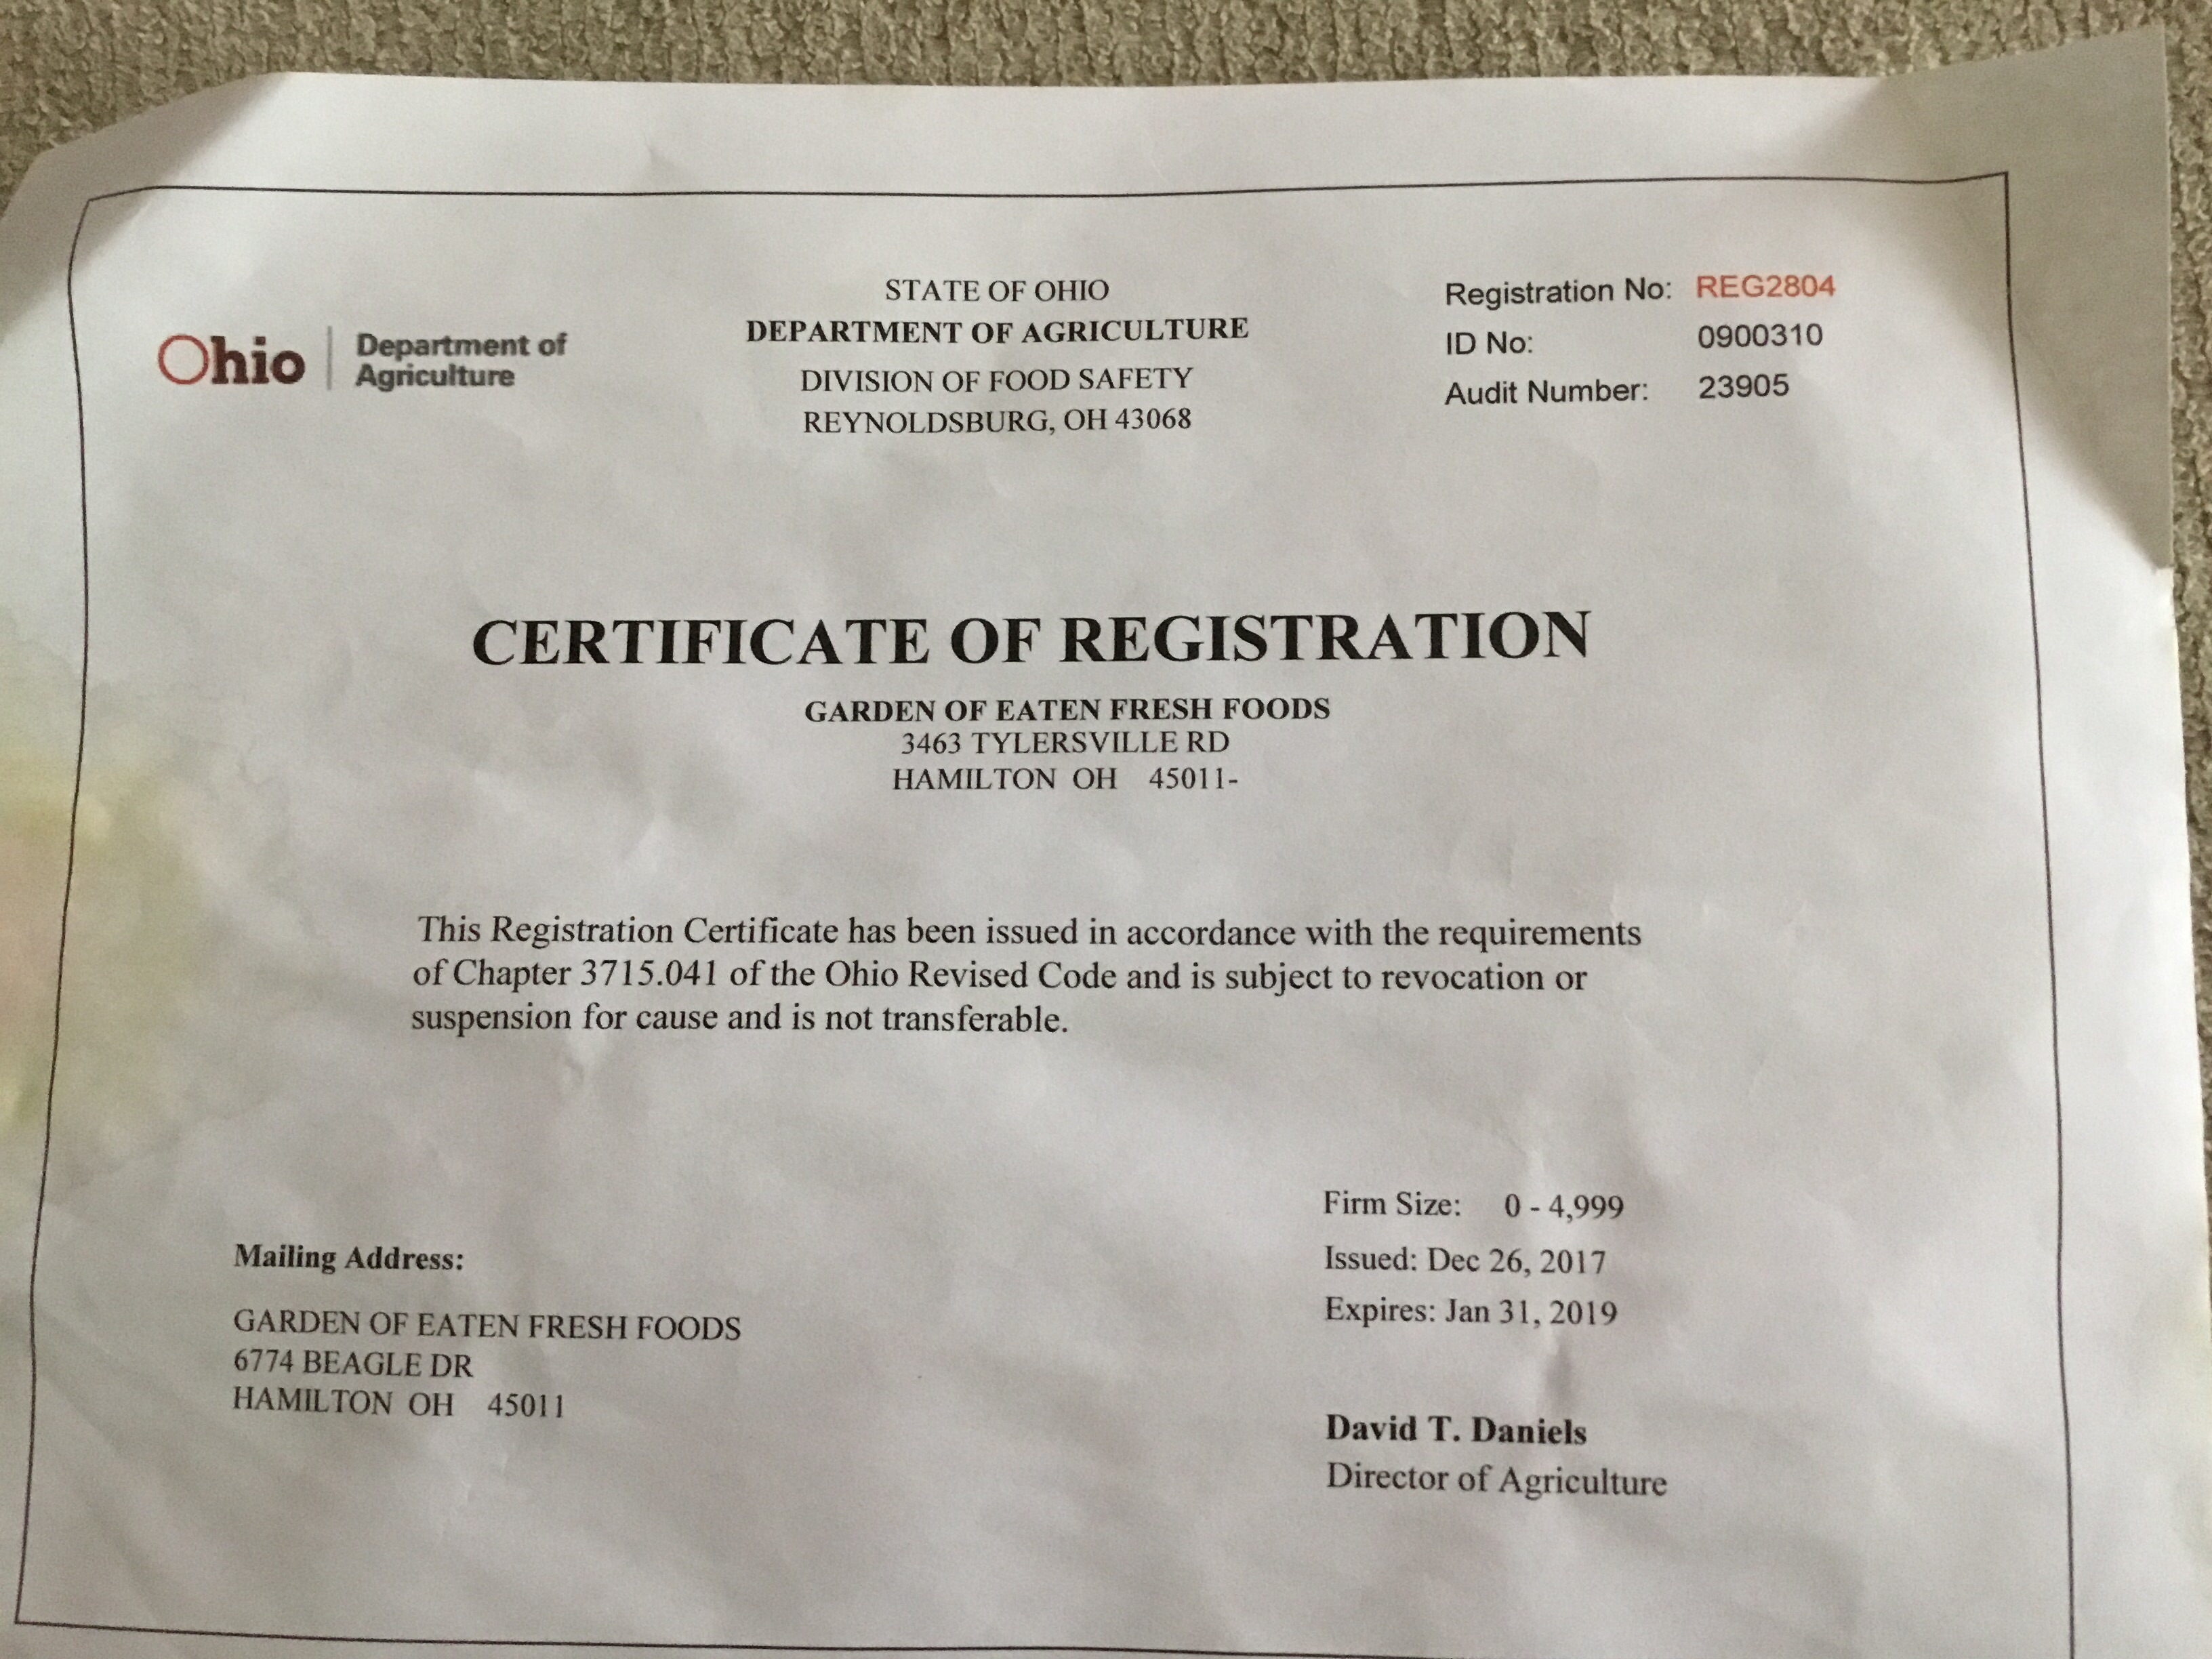 Ohio
Department of
Agriculture
STATE OF OHIO
DEPARTMENT OF AGRICULTURE
DIVISION OF FOOD SAFETY
REYNOLDSBURG, OH 43068
Registration No: REG2804
ID No: 0900310
Audit Number: 23905
CERTIFICATE OF REGISTRATION
GARDEN OF EATEN FRESH FOODS
3463 TYLERSVILLE RD
HAMILTON OH 45011-
This Registration Certificate has been issued in accordance with the requirements
of Chapter 3715.041 of the Ohio Revised Code and is subject to revocation or
suspension for cause and is not transferable.
Mailing Address:
GARDEN OF EATEN FRESH FOODS
6774 BEAGLE DR
HAMILTON OH 45011
Firm Size: 0 - 4,999
Issued: Dec 26, 2017
Expires: Jan 31, 2019
David T. Daniels
Director of Agriculture